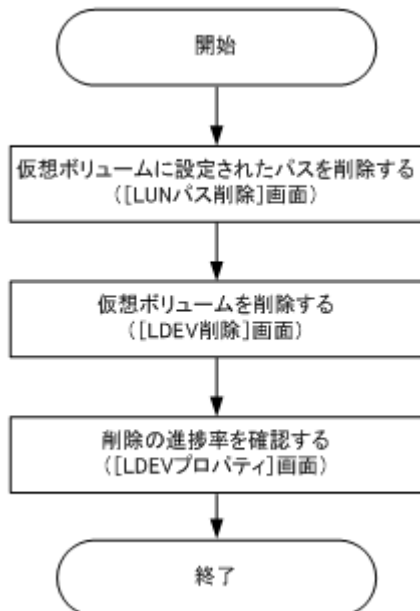 開始
仮想ボリュームに設定されたパスを削除する
([LUNパス削除]画面)
仮想ボリュームを削除する
([LDEV削除]画面)
削除の進捗率を確認する
([LDEVプロパティ]画面)
終了